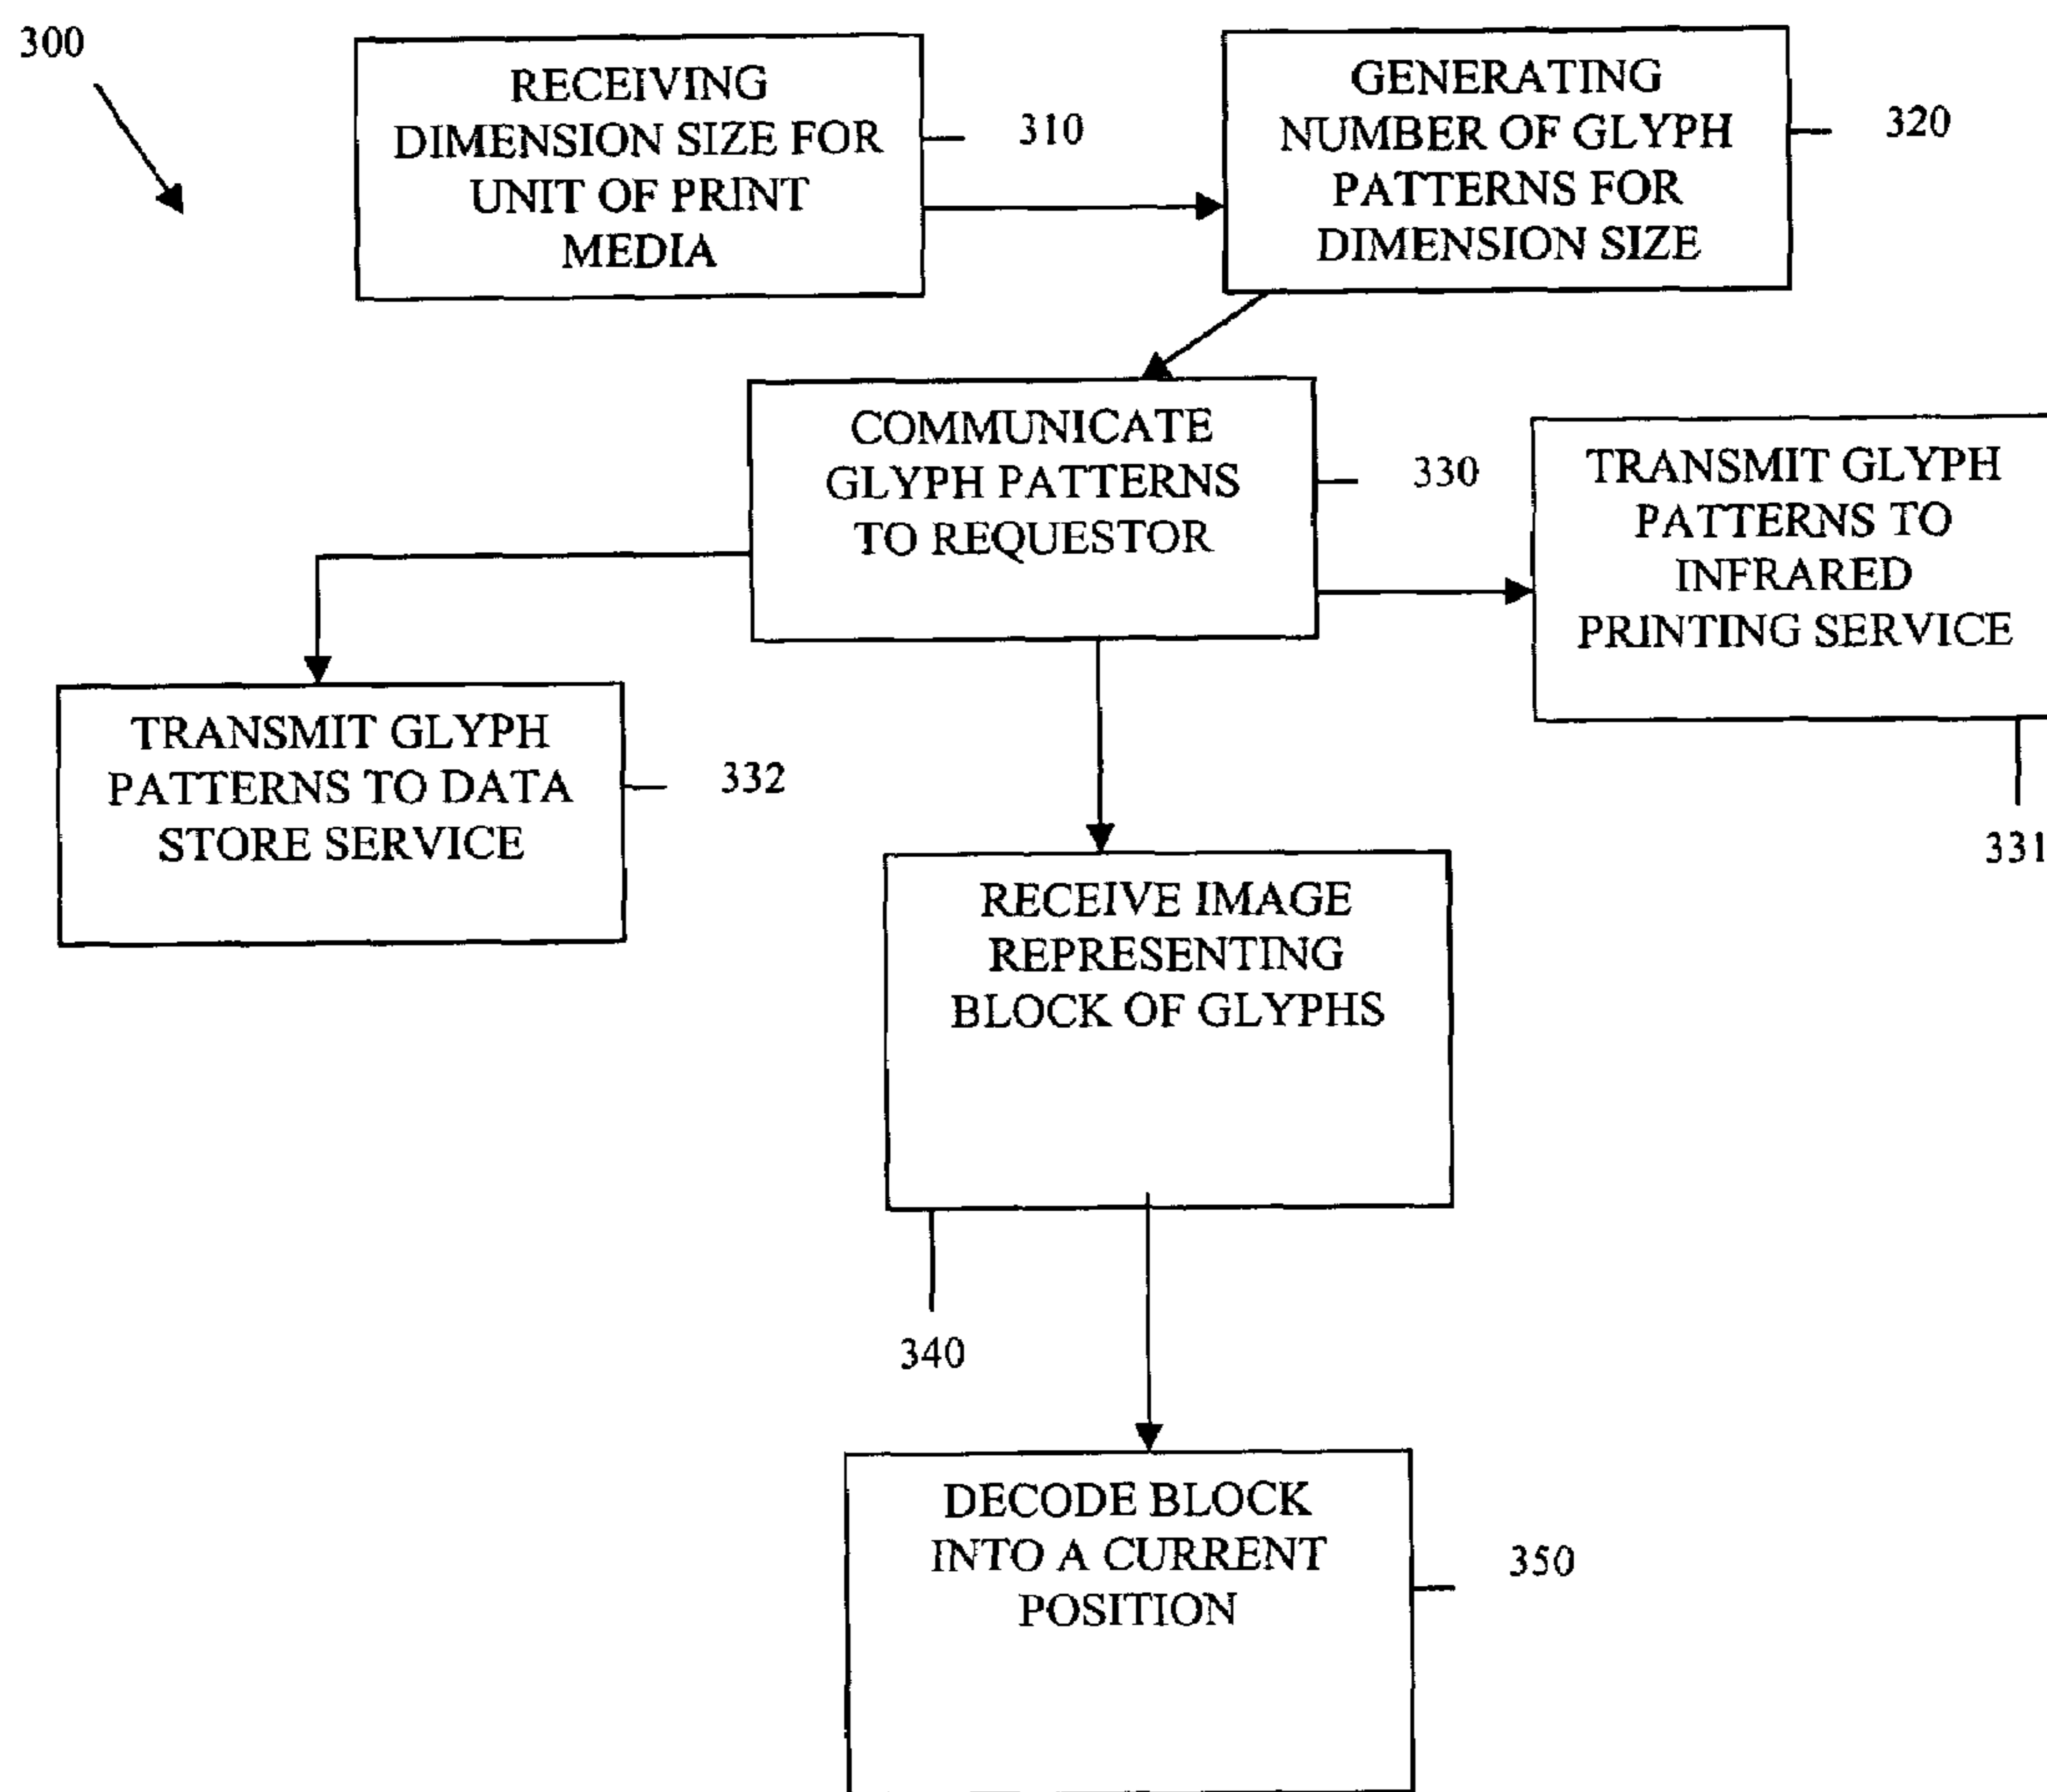 300
RECEIVING
DIMENSION SIZE FOR
UNIT OF PRINT
MEDIA
310
GENERATING
NUMBER OF GLYPH
PATTERNS FOR
DIMENSION SIZE
320
COMMUNICATE
GLYPH PATTERNS
TO REQUESTOR
330
TRANSMIT GLYPH
PATTERNS TO
INFRARED
PRINTING SERVICE
331
TRANSMIT GLYPH
PATTERNS TO DATA
STORE SERVICE
332
RECEIVE IMAGE
REPRESENTING
BLOCK OF GLYPHS
340
DECODE BLOCK
INTO A CURRENT
POSITION
350